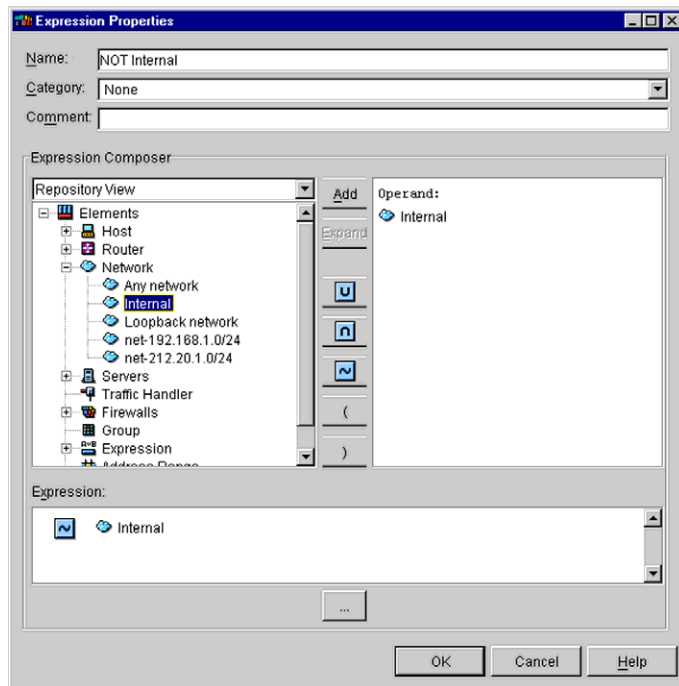 Expression Properties
Name: NOT Internal
Category: None
Comment:
Expression Composer
Repository View
Elements
Host
Router
Network
Any network
Internal
Loopback network
net-192.168.1.0/24
net-212.20.1.0/24
Servers
Traffic Handler
Firewalls
Group
Expression
Address Range
Add
Expand
U
∩
~
(
)
Operand:
Internal
Expression:
~ Internal
...
OK Cancel Help